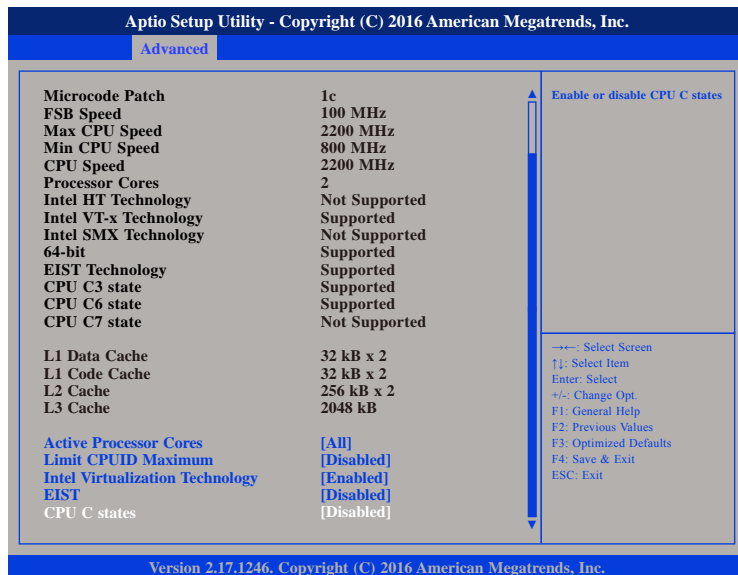 Aptio Setup Utility - Copyright (C) 2016 American Megatrends, Inc.
Advanced
Microcode Patch 1c
FSB Speed 100 MHz
Max CPU Speed 2200 MHz
Min CPU Speed 800 MHz
CPU Speed 2200 MHz
Processor Cores 2
Intel HT Technology Not Supported
Intel VT-x Technology Supported
Intel SMX Technology Not Supported
64-bit Supported
EIST Technology Supported
CPU C3 state Supported
CPU C6 state Supported
CPU C7 state Not Supported
L1 Data Cache 32 kB x 2
L1 Code Cache 32 kB x 2
L2 Cache 256 kB x 2
L3 Cache 2048 kB
Active Processor Cores [All]
Limit CPUID Maximum [Disabled]
Intel Virtualization Technology [Enabled]
EIST [Disabled]
CPU C states [Disabled]
Enable or disable CPU C states
→←: Select Screen
↑↓: Select Item
Enter: Select
+/-: Change Opt.
F1: General Help
F2: Previous Values
F3: Optimized Defaults
F4: Save & Exit
ESC: Exit
Version 2.17.1246. Copyright (C) 2016 American Megatrends, Inc.